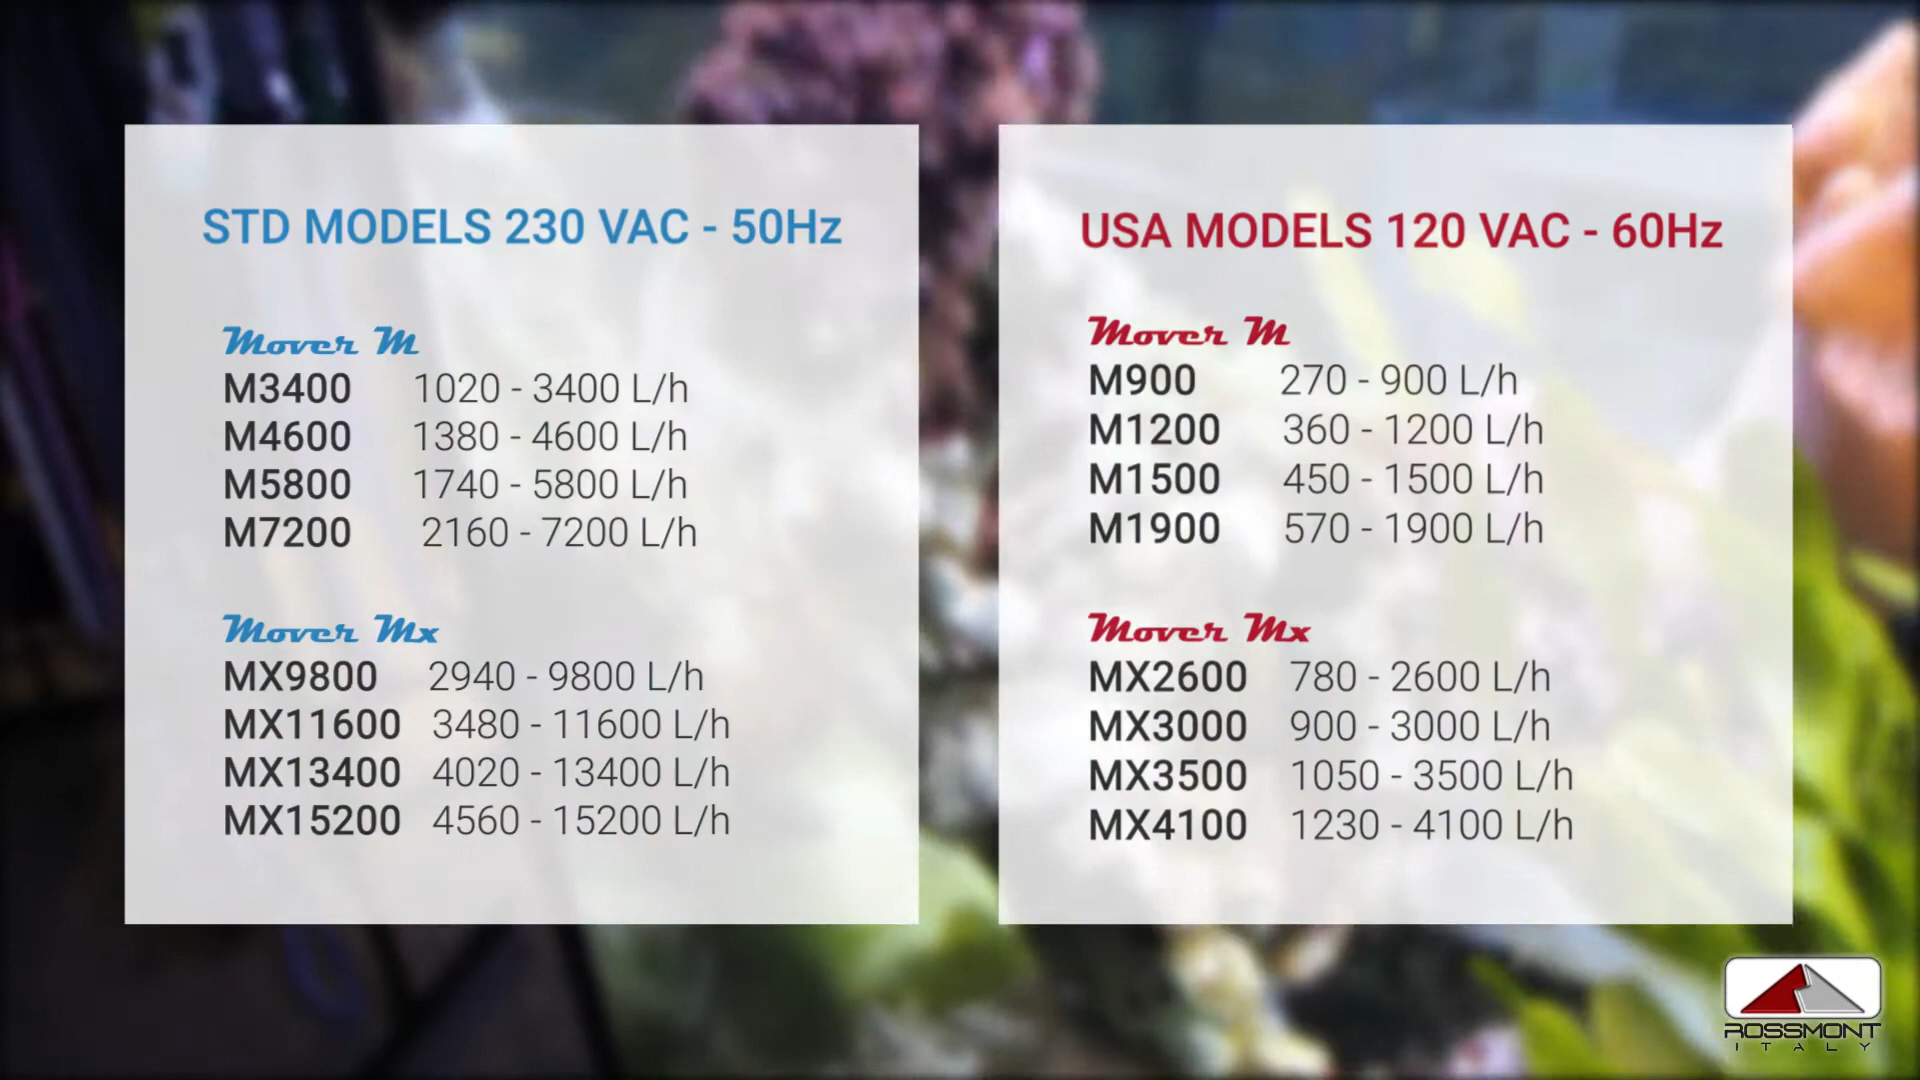 STD MODELS 230 VAC - 50Hz
Mover M
M3400 1020 - 3400 L/h
M4600 1380 - 4600 L/h
M5800 1740 - 5800 L/h
M7200 2160 - 7200 L/h
Mover Mx
MX9800 2940 - 9800 L/h
MX11600 3480 - 11600 L/h
MX13400 4020 - 13400 L/h
MX15200 4560 - 15200 L/h
USA MODELS 120 VAC - 60Hz
Mover M
M900 270 - 900 L/h
M1200 360 - 1200 L/h
M1500 450 - 1500 L/h
M1900 570 - 1900 L/h
Mover Mx
MX2600 780 - 2600 L/h
MX3000 900 - 3000 L/h
MX3500 1050 - 3500 L/h
MX4100 1230 - 4100 L/h
ROSSMONT
ITALY